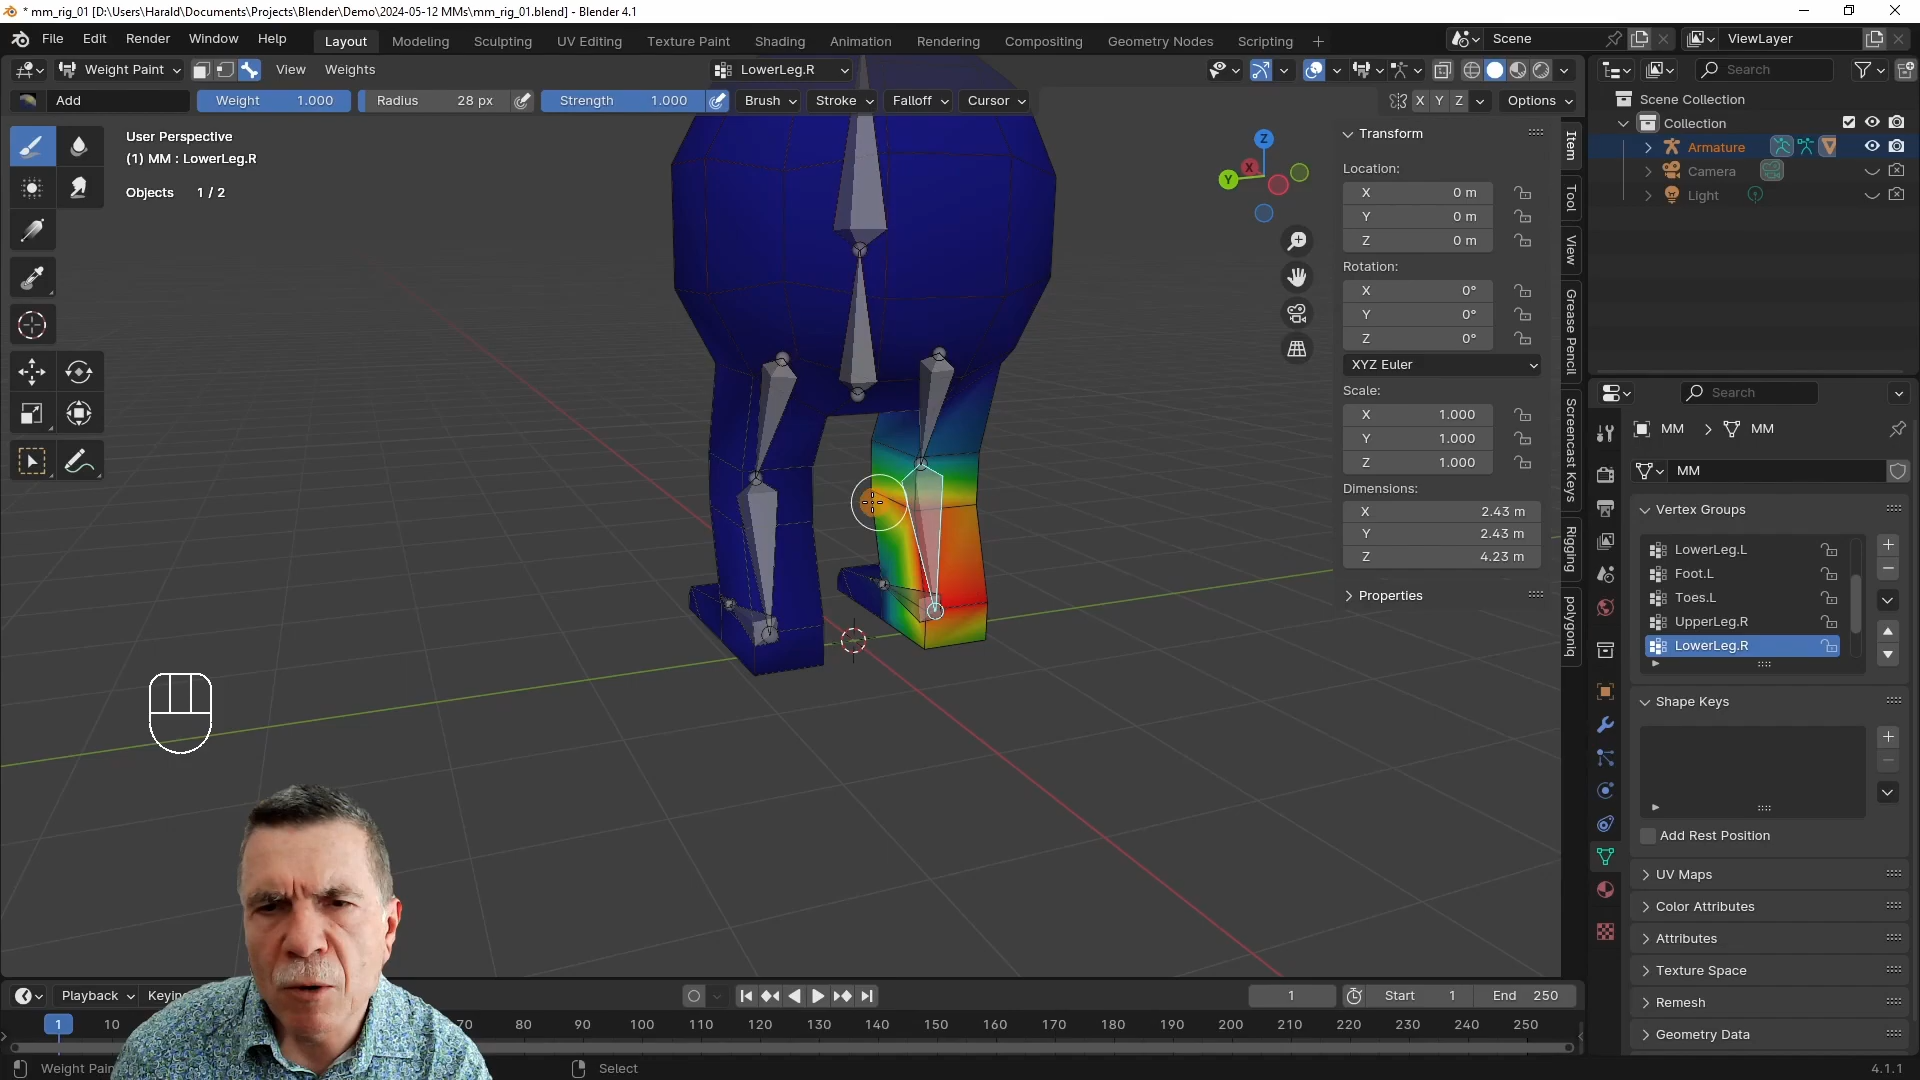 * mm_rig_01 [D:\Users\Harald\Documents\Projects\Blender\Demo\2024-05-12 MMs\mm_rig_01.blend] - Blender 4.1
File Edit Render Window Help Layout Modeling Sculpting UV Editing Texture Paint Shading Animation Rendering Compositing Geometry Nodes Scripting + Scene ViewLayer
Weight Paint View Weights LowerLeg.R Search
Add Weight 1.000 Radius 28 px Strength 1.000 Brush Stroke Falloff Cursor X Y Z Options
Scene Collection
Collection
Armature
Camera
Light
User Perspective
(1) MM : LowerLeg.R
Objects 1 / 2
Z
X
Y
Transform
Location:
X 0 m
Y 0 m
Z 0 m
Rotation:
X 0°
Y 0°
Z 0°
XYZ Euler
Scale:
X 1.000
Y 1.000
Z 1.000
Dimensions:
X 2.43 m
Y 2.43 m
Z 4.23 m
Properties
Item
Tool
View
Grease Pencil
Screencast Keys
Rigging
polygoniq
Search
MM > MM
MM
Vertex Groups
LowerLeg.L
Foot.L
Toes.L
UpperLeg.R
LowerLeg.R
Shape Keys
Add Rest Position
UV Maps
Color Attributes
Attributes
Texture Space
Remesh
Geometry Data
Playback 1 Start 1 End 250
1 10 70 80 90 100 110 120 130 140 150 160 170 180 190 200 210 220 230 240 250
Select 4.1.1